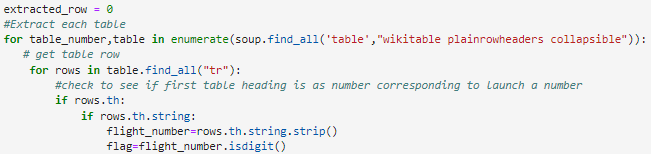 extracted_row = 0
#Extract each table
for table_number,table in enumerate(soup.find_all('table',"wikitable plainrowheaders collapsible")):
   # get table row
    for rows in table.find_all("tr"):
        #check to see if first table heading is as number corresponding to launch a number
        if rows.th:
            if rows.th.string:
                flight_number=rows.th.string.strip()
                flag=flight_number.isdigit()